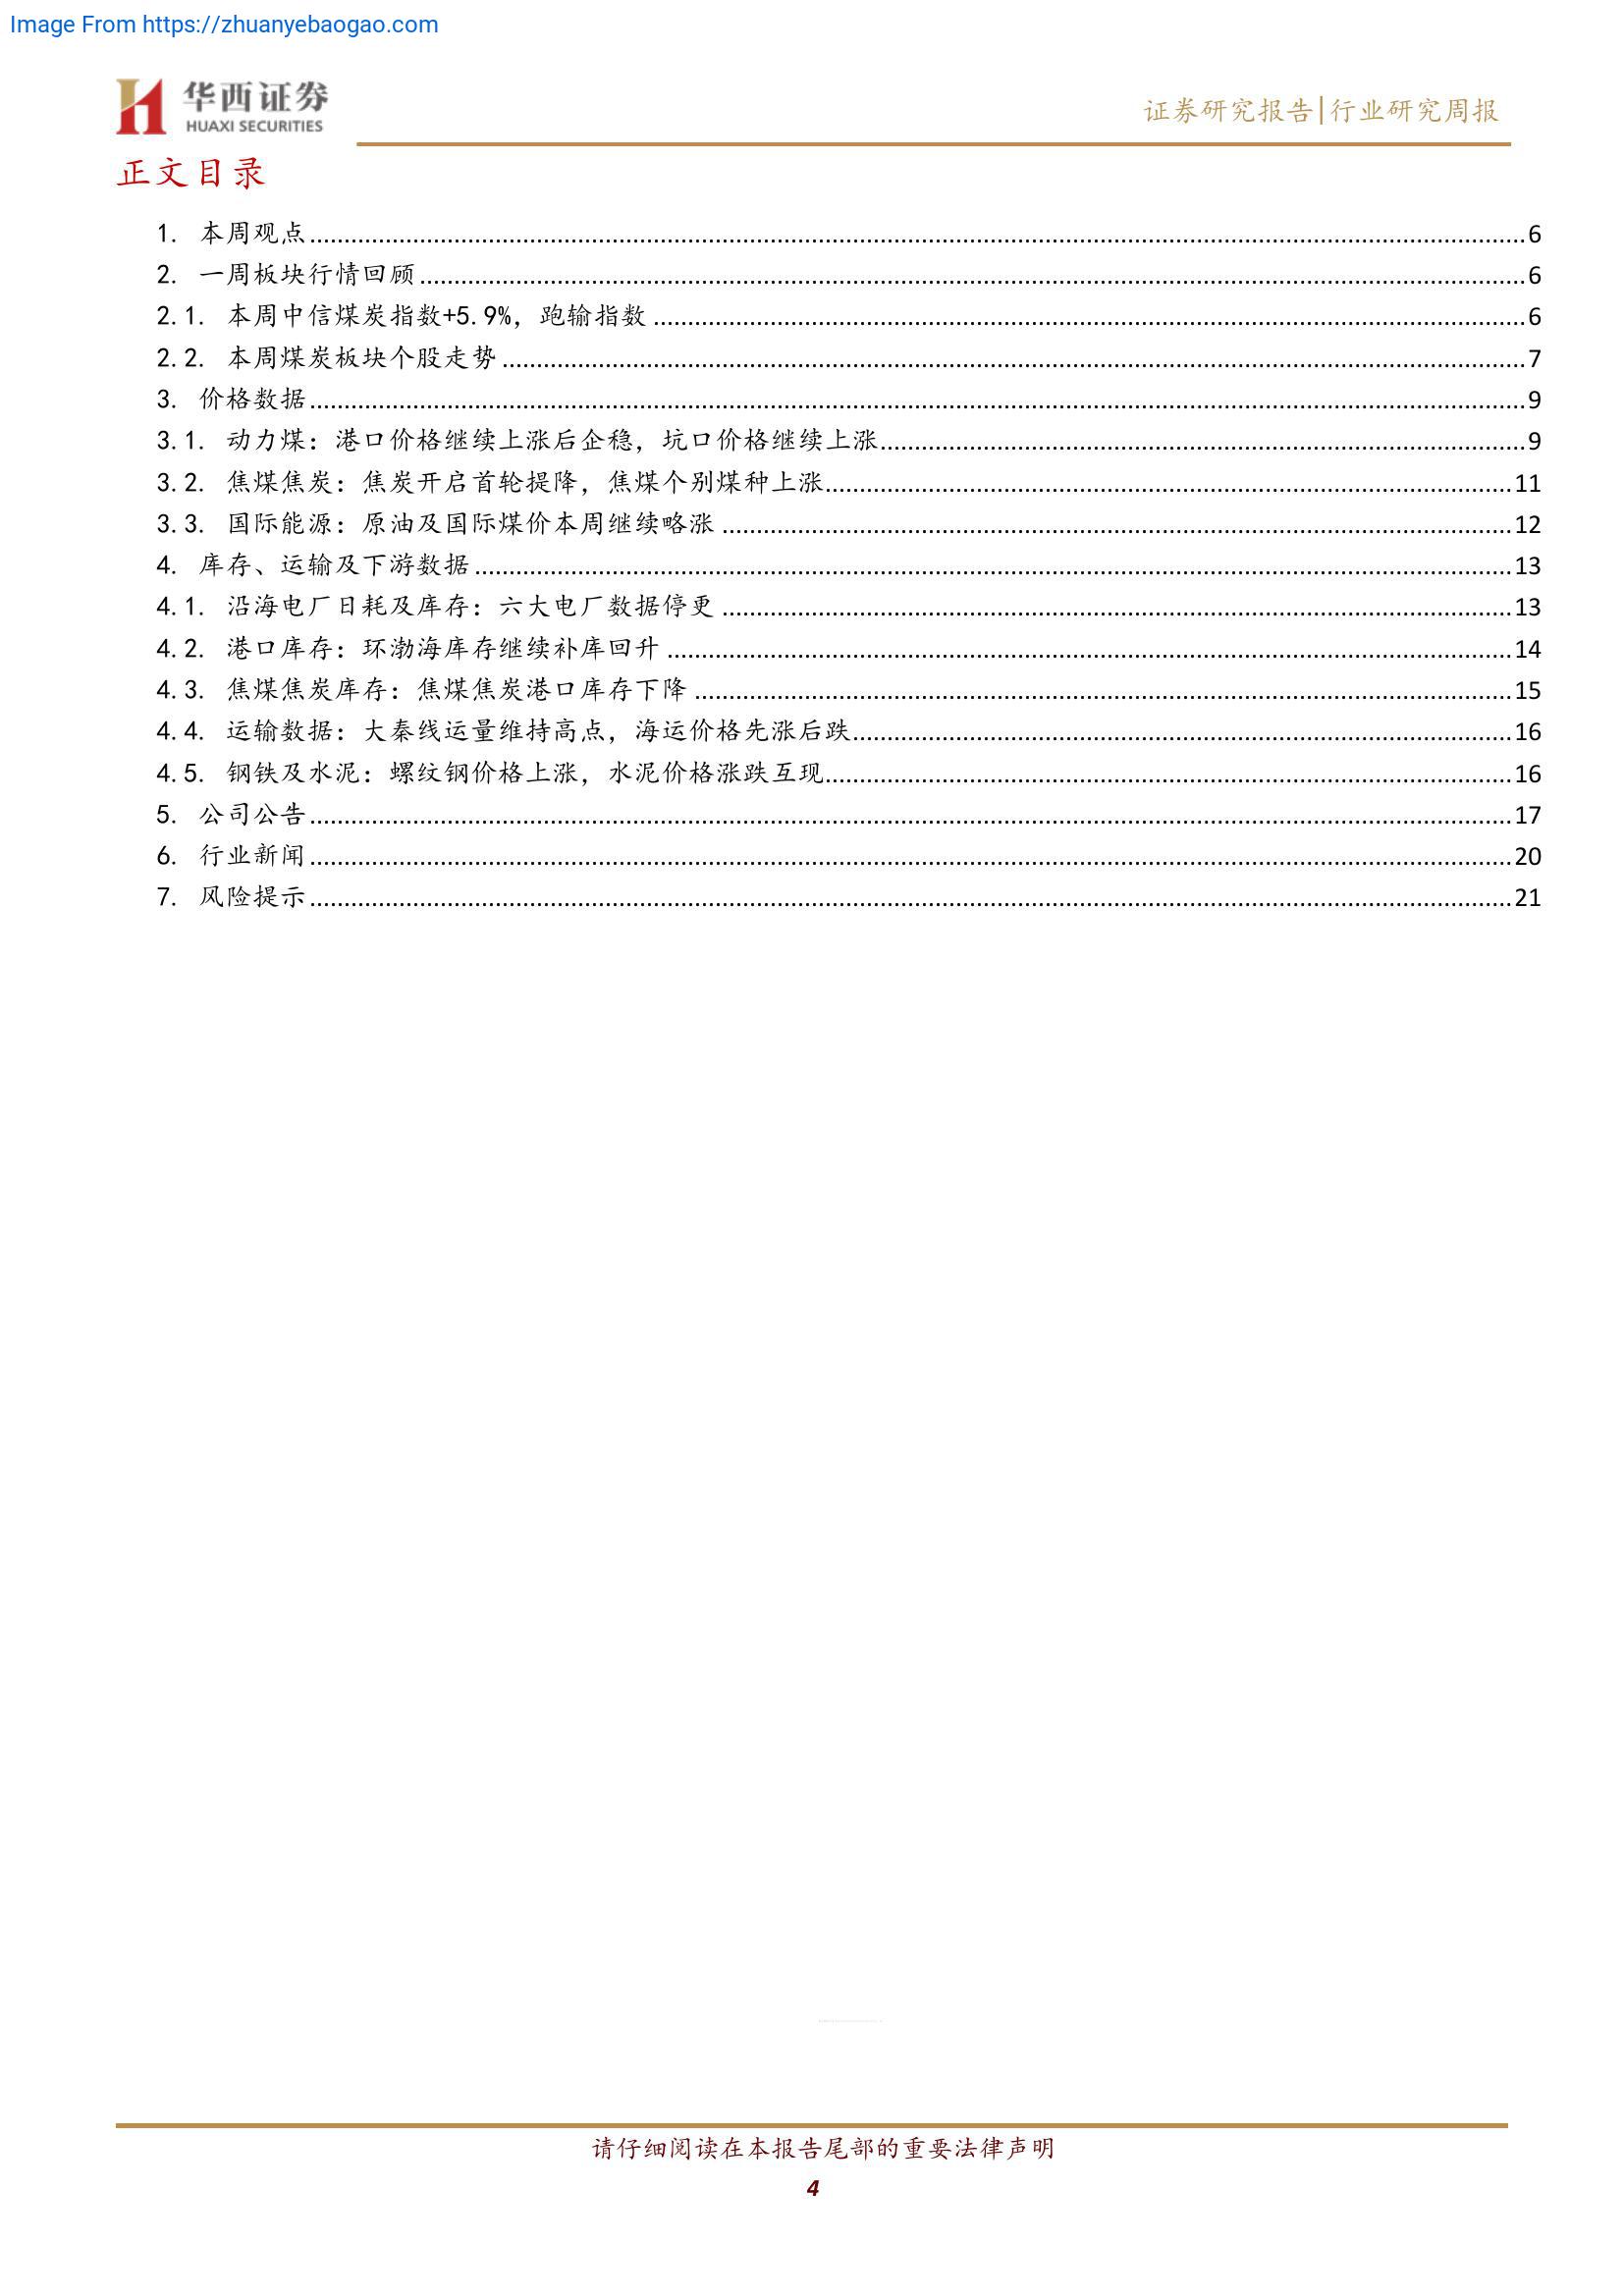 Image From https://zhuanyebaogao.com
华西证券
HUAXI SECURITIES
证券研究报告|行业研究周报
正文目录
1. 本周观点 6
2. 一周板块行情回顾 6
2.1. 本周中信煤炭指数+5.9%，跑输指数 6
2.2. 本周煤炭板块个股走势 7
3. 价格数据 9
3.1. 动力煤：港口价格继续上涨后企稳，坑口价格继续上涨 9
3.2. 焦煤焦炭：焦炭开启首轮提降，焦煤个别煤种上涨 11
3.3. 国际能源：原油及国际煤价本周继续略涨 12
4. 库存、运输及下游数据 13
4.1. 沿海电厂日耗及库存：六大电厂数据停更 13
4.2. 港口库存：环渤海库存继续补库回升 14
4.3. 焦煤焦炭库存：焦煤焦炭港口库存下降 15
4.4. 运输数据：大秦线运量维持高点，海运价格先涨后跌 16
4.5. 钢铁及水泥：螺纹钢价格上涨，水泥价格涨跌互现 16
5. 公司公告 17
6. 行业新闻 20
7. 风险提示 21
请仔细阅读在本报告尾部的重要法律声明
4